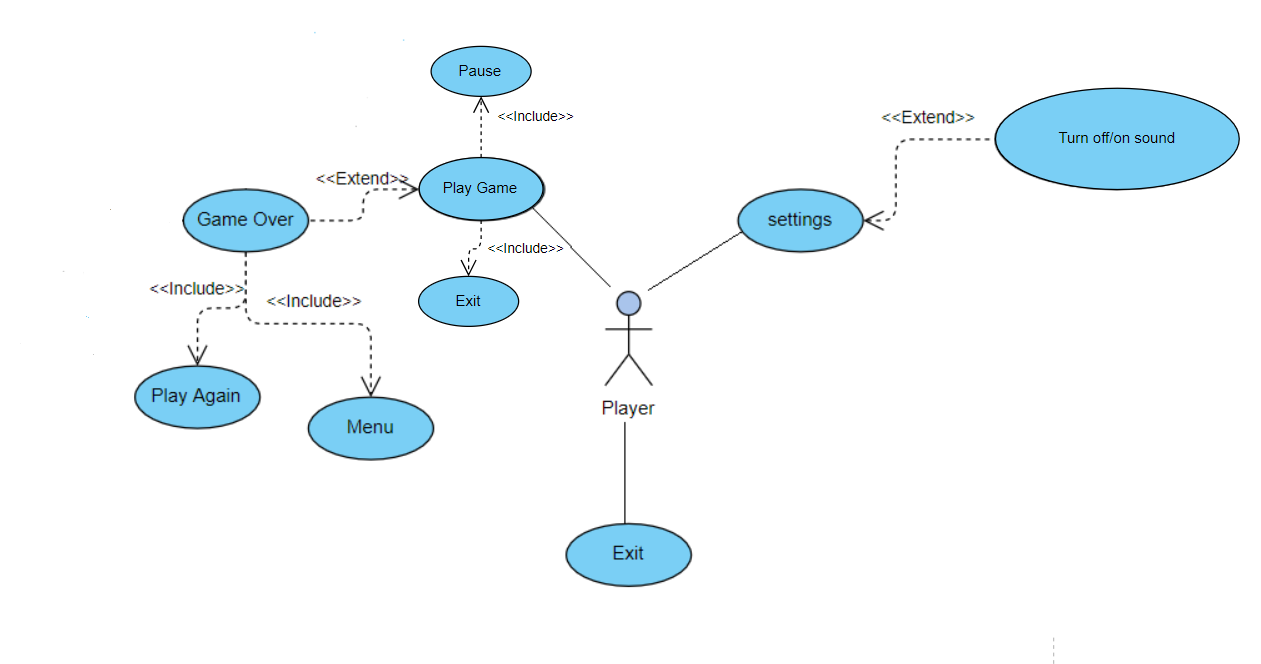 Pause
<<Include>>
<<Extend>>
Turn off/on sound
<<Extend>>
Play Game
Game Over
settings
<<Include>>
<<Include>>
<<Include>>
Exit
Play Again
Menu
Player
Exit